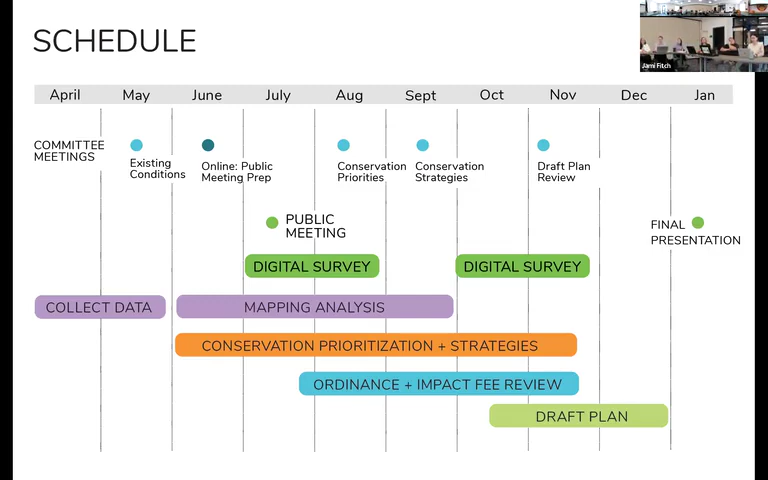 SCHEDULE
Jami Fitch
April May June July Aug Sept Oct Nov Dec Jan
COMMITTEE
MEETINGS
Existing
Conditions
Online: Public
Meeting Prep
Conservation
Priorities
Conservation
Strategies
Draft Plan
Review
PUBLIC
MEETING
FINAL
PRESENTATION
DIGITAL SURVEY
DIGITAL SURVEY
COLLECT DATA
MAPPING ANALYSIS
CONSERVATION PRIORITIZATION + STRATEGIES
ORDINANCE + IMPACT FEE REVIEW
DRAFT PLAN